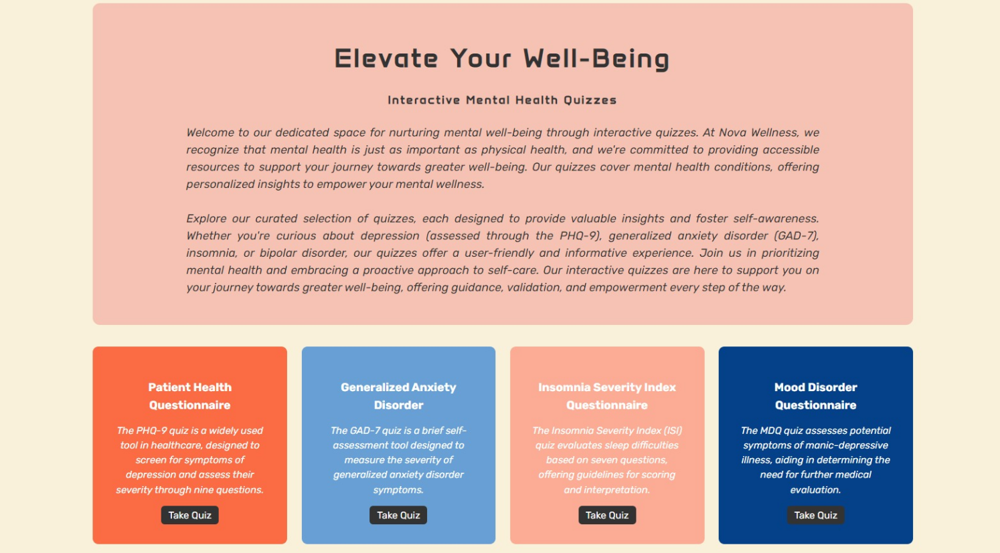 Elevate Your Well-Being
Interactive Mental Health Quizzes
Welcome to our dedicated space for nurturing mental well-being through interactive quizzes. At Nova Wellness, we
recognize that mental health is just as important as physical health, and we're committed to providing accessible
resources to support your journey towards greater well-being. Our quizzes cover mental health conditions, offering
personalized insights to empower your mental wellness.
Explore our curated selection of quizzes, each designed to provide valuable insights and foster self-awareness.
Whether you're curious about depression (assessed through the PHQ-9), generalized anxiety disorder (GAD-7),
insomnia, or bipolar disorder, our quizzes offer a user-friendly and informative experience. Join us in prioritizing
mental health and embracing a proactive approach to self-care. Our interactive quizzes are here to support you on
your journey towards greater well-being, offering guidance, validation, and empowerment every step of the way.
Patient Health
Questionnaire
The PHQ-9 quiz is a widely used
tool in healthcare, designed to
screen for symptoms of
depression and assess their
severity through nine questions.
Take Quiz
Generalized Anxiety
Disorder
The GAD-7 quiz is a brief self-
assessment tool designed to
measure the severity of
generalized anxiety disorder
symptoms.
Take Quiz
Insomnia Severity Index
Questionnaire
The Insomnia Severity Index (ISI)
quiz evaluates sleep difficulties
based on seven questions,
offering guidelines for scoring
and interpretation.
Take Quiz
Mood Disorder
Questionnaire
The MDQ quiz assesses potential
symptoms of manic-depressive
illness, aiding in determining the
need for further medical
evaluation.
Take Quiz